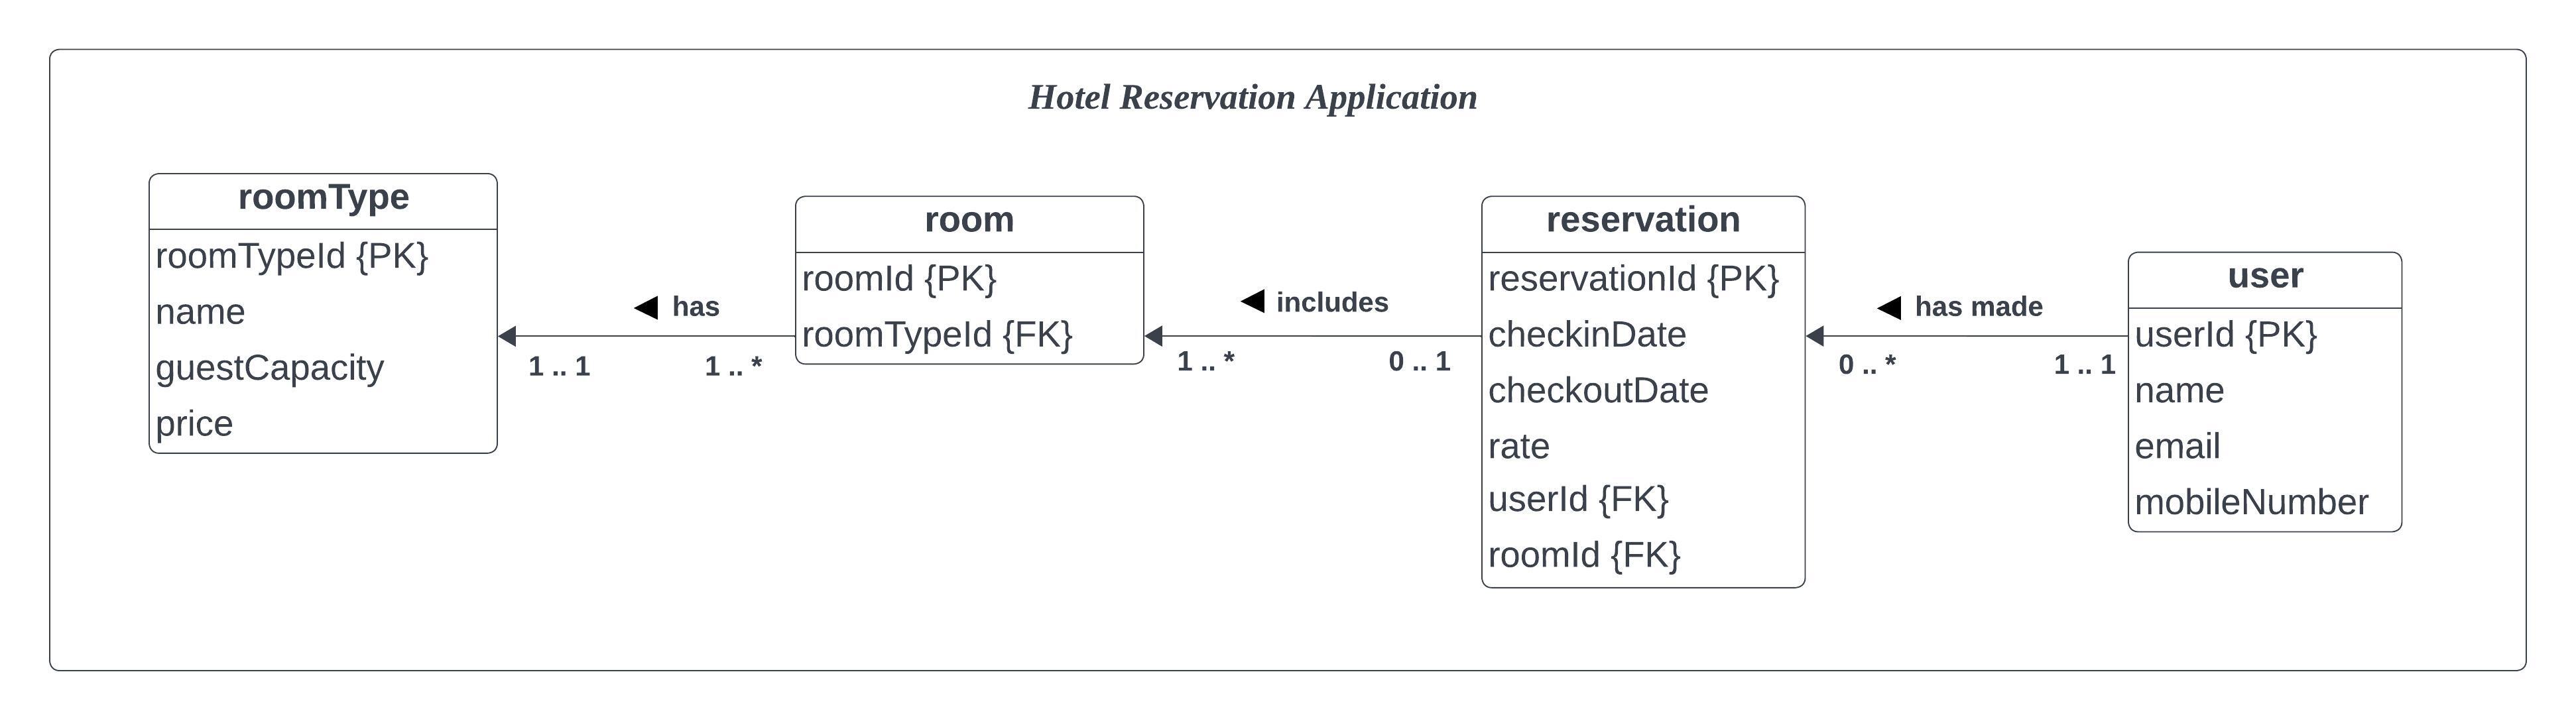 Hotel Reservation Application
roomType
roomTypeId {PK}
name
guestCapacity
price
has
1 .. 1
1 .. *
room
roomId {PK}
roomTypeId {FK}
includes
1 .. *
0 .. 1
reservation
reservationId {PK}
checkinDate
checkoutDate
rate
userId {FK}
roomId {FK}
has made
0 .. *
1 .. 1
user
userId {PK}
name
email
mobileNumber